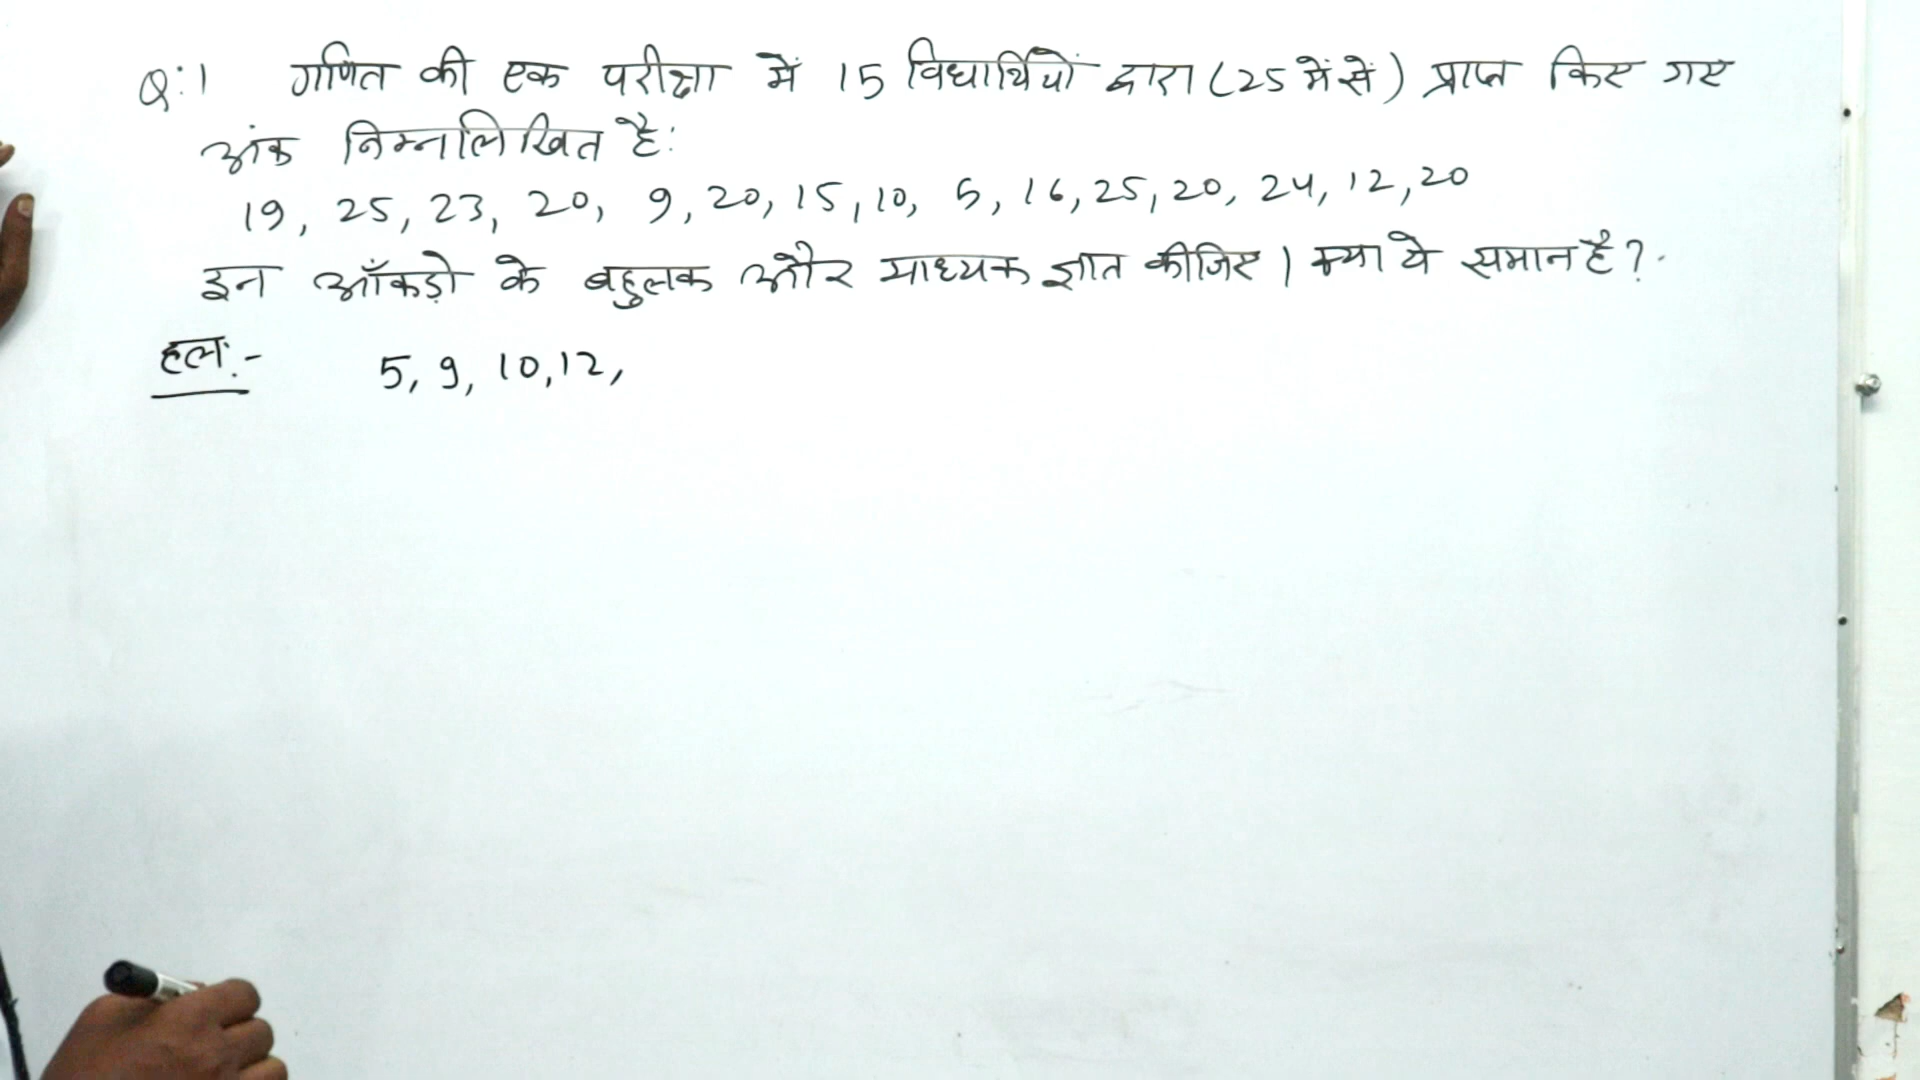 Q:1 गणित की एक परीक्षा में 15 विधार्थियों द्वारा (25 में से) प्राप्त किए गए
अंक निम्नलिखित है:
19, 25, 23, 20, 9, 20, 15, 10, 5, 16, 25, 20, 24, 12, 20
इन आँकड़ो के बहुलक और माध्यक ज्ञात कीजिए । क्या ये समान है ?
हल:- 5, 9, 10, 12,